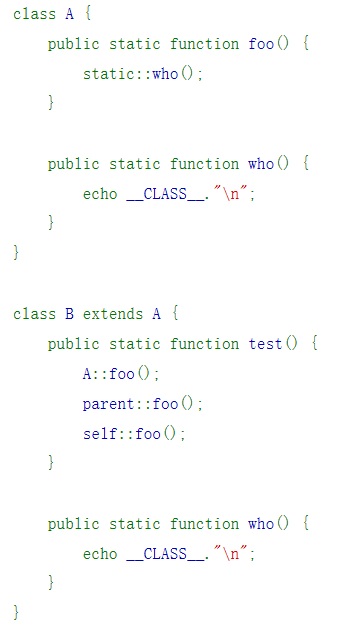 class A {
    public static function foo() {
        static::who();
    }

    public static function who() {
        echo __CLASS__."\n";
    }
}

class B extends A {
    public static function test() {
        A::foo();
        parent::foo();
        self::foo();
    }

    public static function who() {
        echo __CLASS__."\n";
    }
}